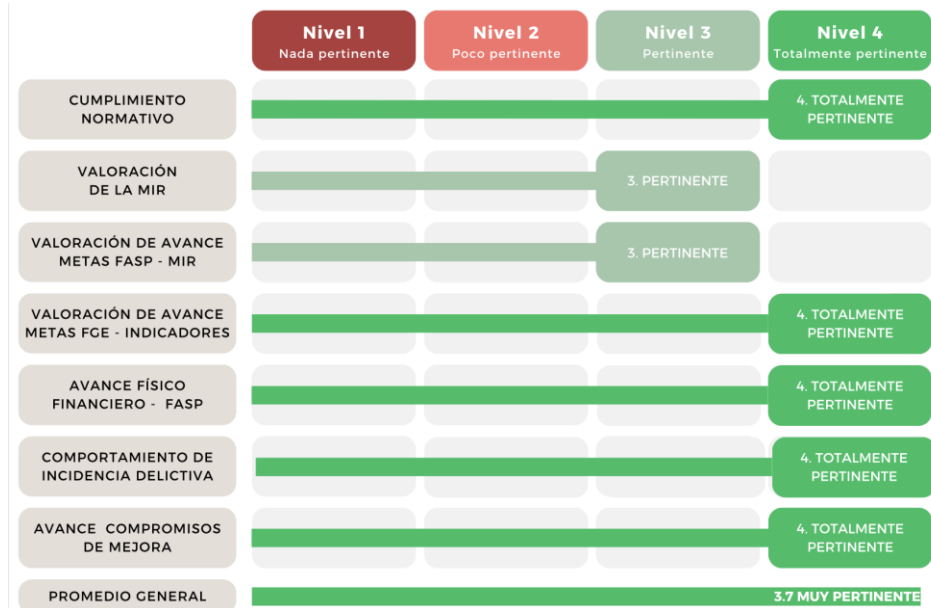 Nivel 1
Nada pertinente
Nivel 2
Poco pertinente
Nivel 3
Pertinente
Nivel 4
Totalmente pertinente
CUMPLIMIENTO
NORMATIVO
4. TOTALMENTE
PERTINENTE
VALORACIÓN
DE LA MIR
3. PERTINENTE
VALORACIÓN DE AVANCE
METAS FASP - MIR
3. PERTINENTE
VALORACIÓN DE AVANCE
METAS FGE - INDICADORES
4. TOTALMENTE
PERTINENTE
AVANCE FÍSICO
FINANCIERO - FASP
4. TOTALMENTE
PERTINENTE
COMPORTAMIENTO DE
INCIDENCIA DELICTIVA
4. TOTALMENTE
PERTINENTE
AVANCE COMPROMISOS
DE MEJORA
4. TOTALMENTE
PERTINENTE
PROMEDIO GENERAL
3.7 MUY PERTINENTE